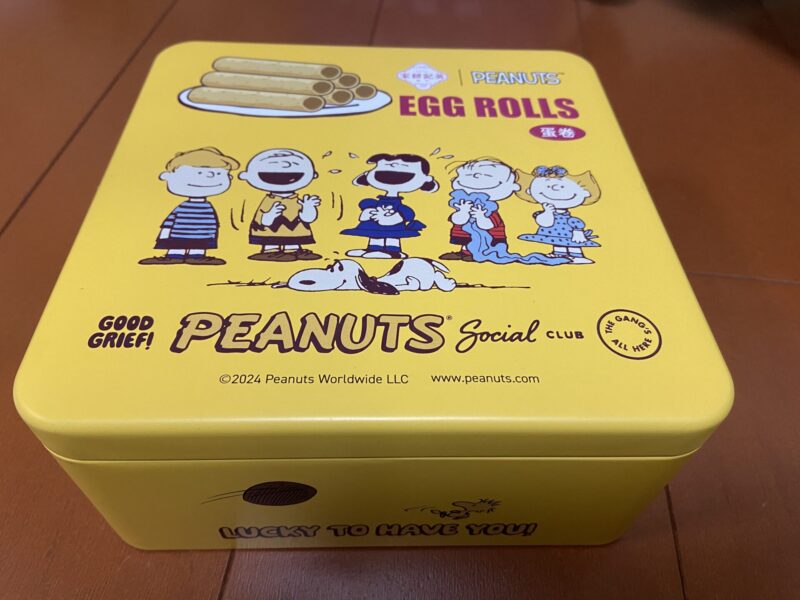 PEANUTS
EGG ROLLS
蛋卷
GOOD GRIEF!
PEANUTS® Social CLUB
THE GANG'S ALL HERE
©2024 Peanuts Worldwide LLC www.peanuts.com
LUCKY TO HAVE YOU!